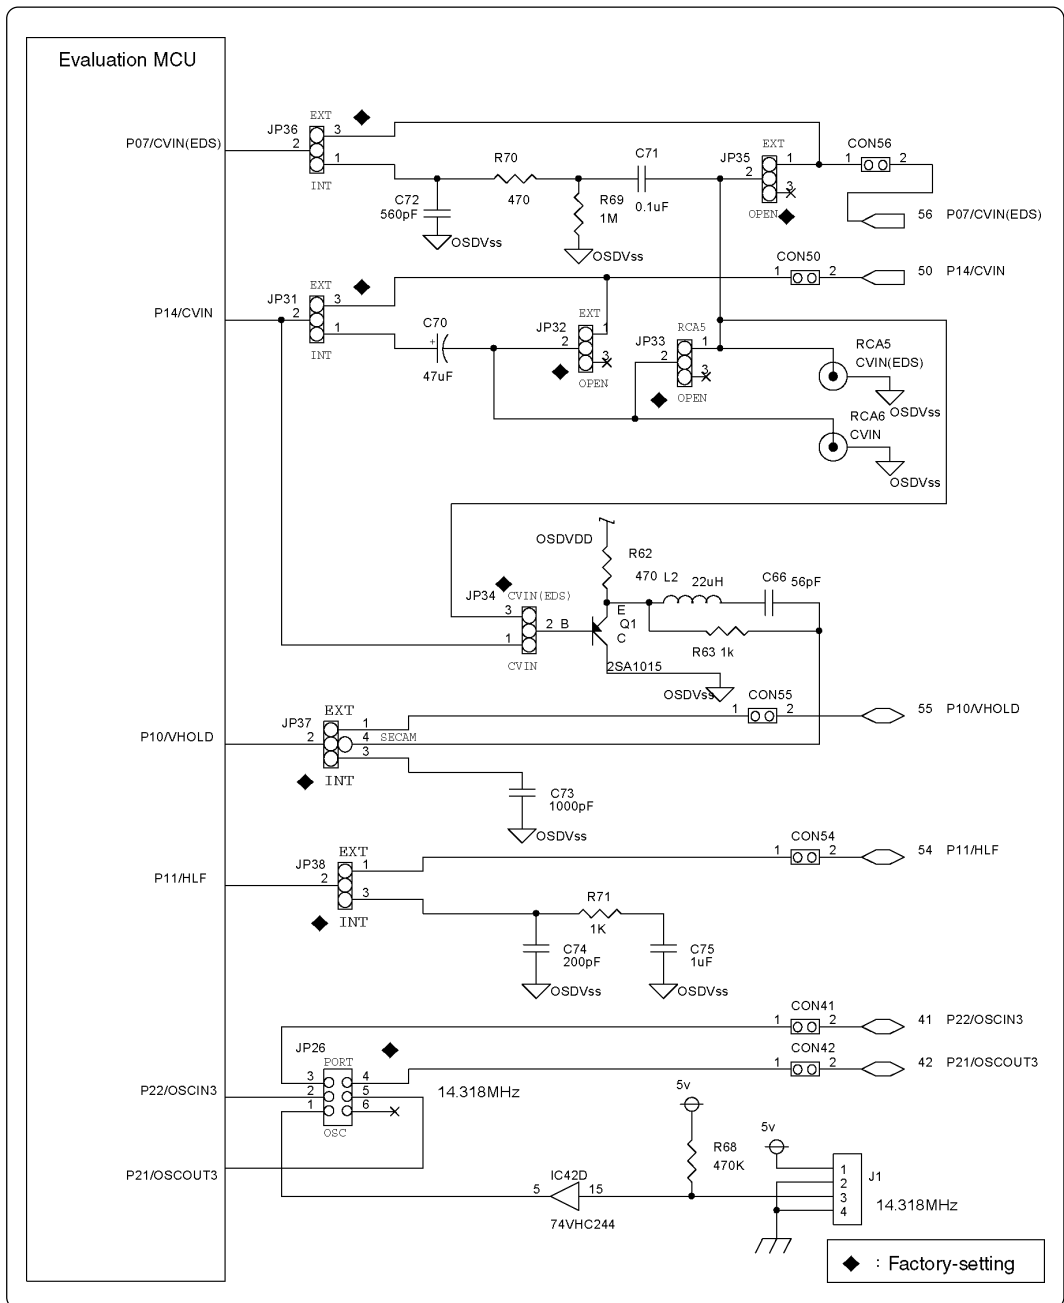 Evaluation MCU
P07/CVIN(EDS)
JP36
EXT
3
2
1
INT
C72
560pF
OSDVss
R70
470
R69
1M
OSDVss
C71
0.1uF
JP35
EXT
1
2
3
OPEN
CON56
1
2
56 P07/CVIN(EDS)
CON50
1
2
50 P14/CVIN
P14/CVIN
JP31
EXT
3
2
1
INT
C70
+
47uF
JP32
EXT
1
2
3
OPEN
JP33
RCA5
1
2
3
OPEN
RCA5
CVIN(EDS)
OSDVss
RCA6
CVIN
OSDVss
OSDVDD
R62
470
L2
22uH
C66
56pF
JP34
CVIN(EDS)
3
2
1
CVIN
B
E
Q1
C
2SA1015
R63 1k
OSDVss
CON55
1
2
55 P10/VHOLD
P10/VHOLD
JP37
EXT
1
2
4
SECAM
3
INT
C73
1000pF
OSDVss
CON54
1
2
54 P11/HLF
P11/HLF
JP38
EXT
1
2
3
INT
R71
1K
C74
200pF
OSDVss
C75
1uF
OSDVss
CON41
1
2
41 P22/OSCIN3
CON42
1
2
42 P21/OSCOUT3
P22/OSCIN3
JP26
PORT
3
4
2
5
1
6
OSC
14.318MHz
P21/OSCOUT3
5v
R68
470K
5
IC42D
15
74VHC244
5v
1
2
3
4
J1
14.318MHz
: Factory-setting